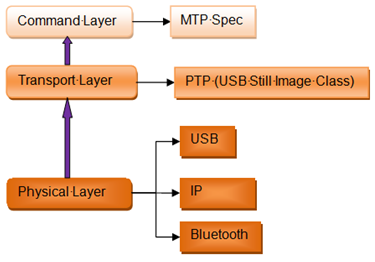 Command Layer
MTP Spec
Transport Layer
PTP (USB Still Image Class)
USB
Physical Layer
IP
Bluetooth